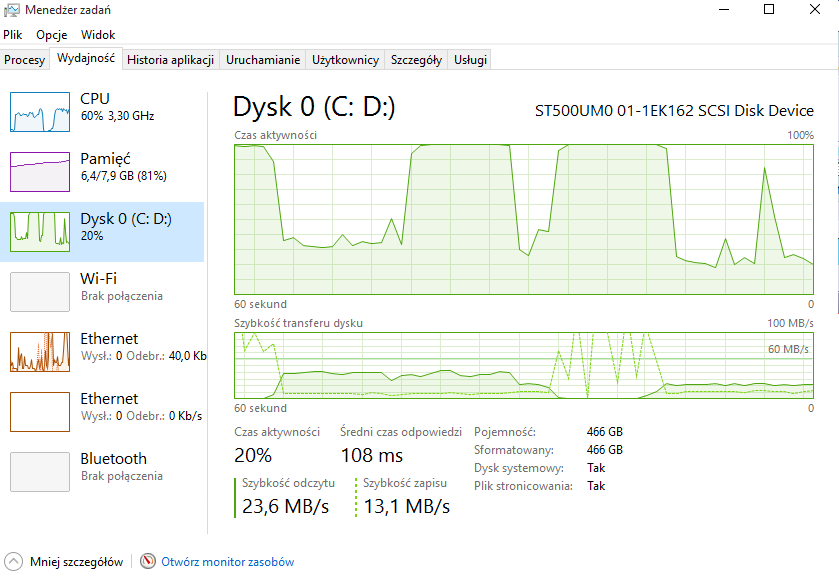 Menedżer zadań
Plik Opcje Widok
Procesy Wydajność Historia aplikacji Uruchamianie Użytkownicy Szczegóły Usługi
CPU
60% 3,30 GHz
Pamięć
6,4/7,9 GB (81%)
Dysk 0 (C: D:)
20%
Wi-Fi
Brak połączenia
Ethernet
Wysł.: 0 Odebr.: 40,0 Kb
Ethernet
Wysł.: 0 Odebr.: 0 Kb/s
Bluetooth
Brak połączenia
Dysk 0 (C: D:) ST500UM0 01-1EK162 SCSI Disk Device
Czas aktywności 100%
60 sekund 0
Szybkość transferu dysku 100 MB/s
60 MB/s
60 sekund 0
Czas aktywności Średni czas odpowiedzi
20% 108 ms
Szybkość odczytu Szybkość zapisu
23,6 MB/s 13,1 MB/s
Pojemność: 466 GB
Sformatowany: 466 GB
Dysk systemowy: Tak
Plik stronicowania: Tak
Mniej szczegółów Otwórz monitor zasobów